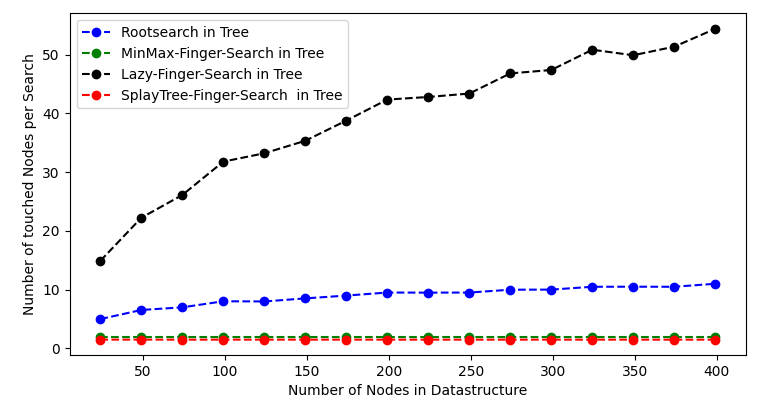 Rootsearch in Tree
MinMax-Finger-Search in Tree
Lazy-Finger-Search in Tree
SplayTree-Finger-Search  in Tree
Number of touched Nodes per Search
50
40
30
20
10
0
50 100 150 200 250 300 350 400
Number of Nodes in Datastructure